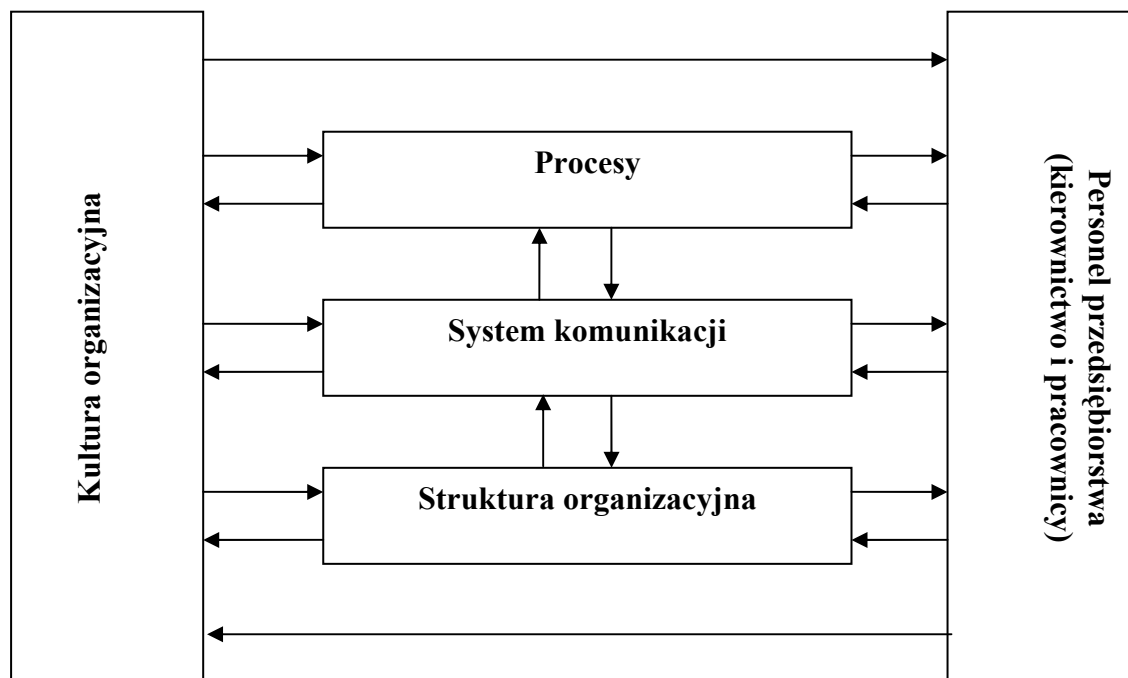 Kultura organizacyjna
Procesy
System komunikacji
Struktura organizacyjna
Personel przedsiębiorstwa
(kierownictwo i pracownicy)